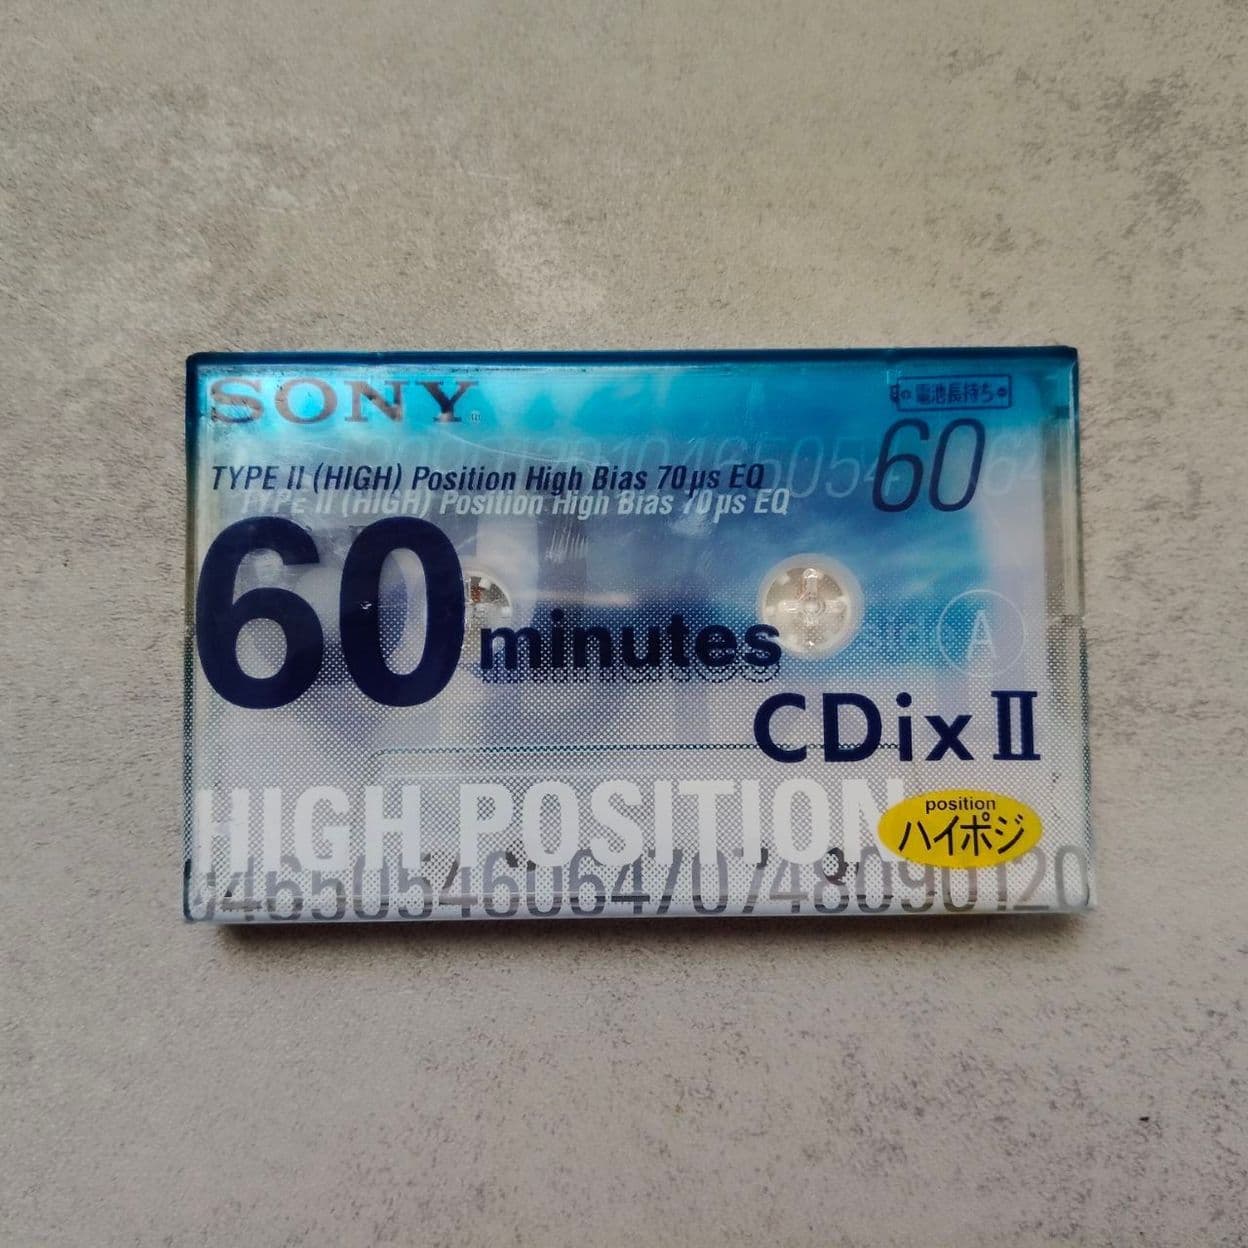 SONY
電池長持ち
60
TYPE II (HIGH) Position High Bias 70µs EQ
TYPE II (HIGH) Position High Bias 70µs EQ
60 minutes
A
CDix II
HIGH POSITION
position
ハイポジ
0465054606470748090120